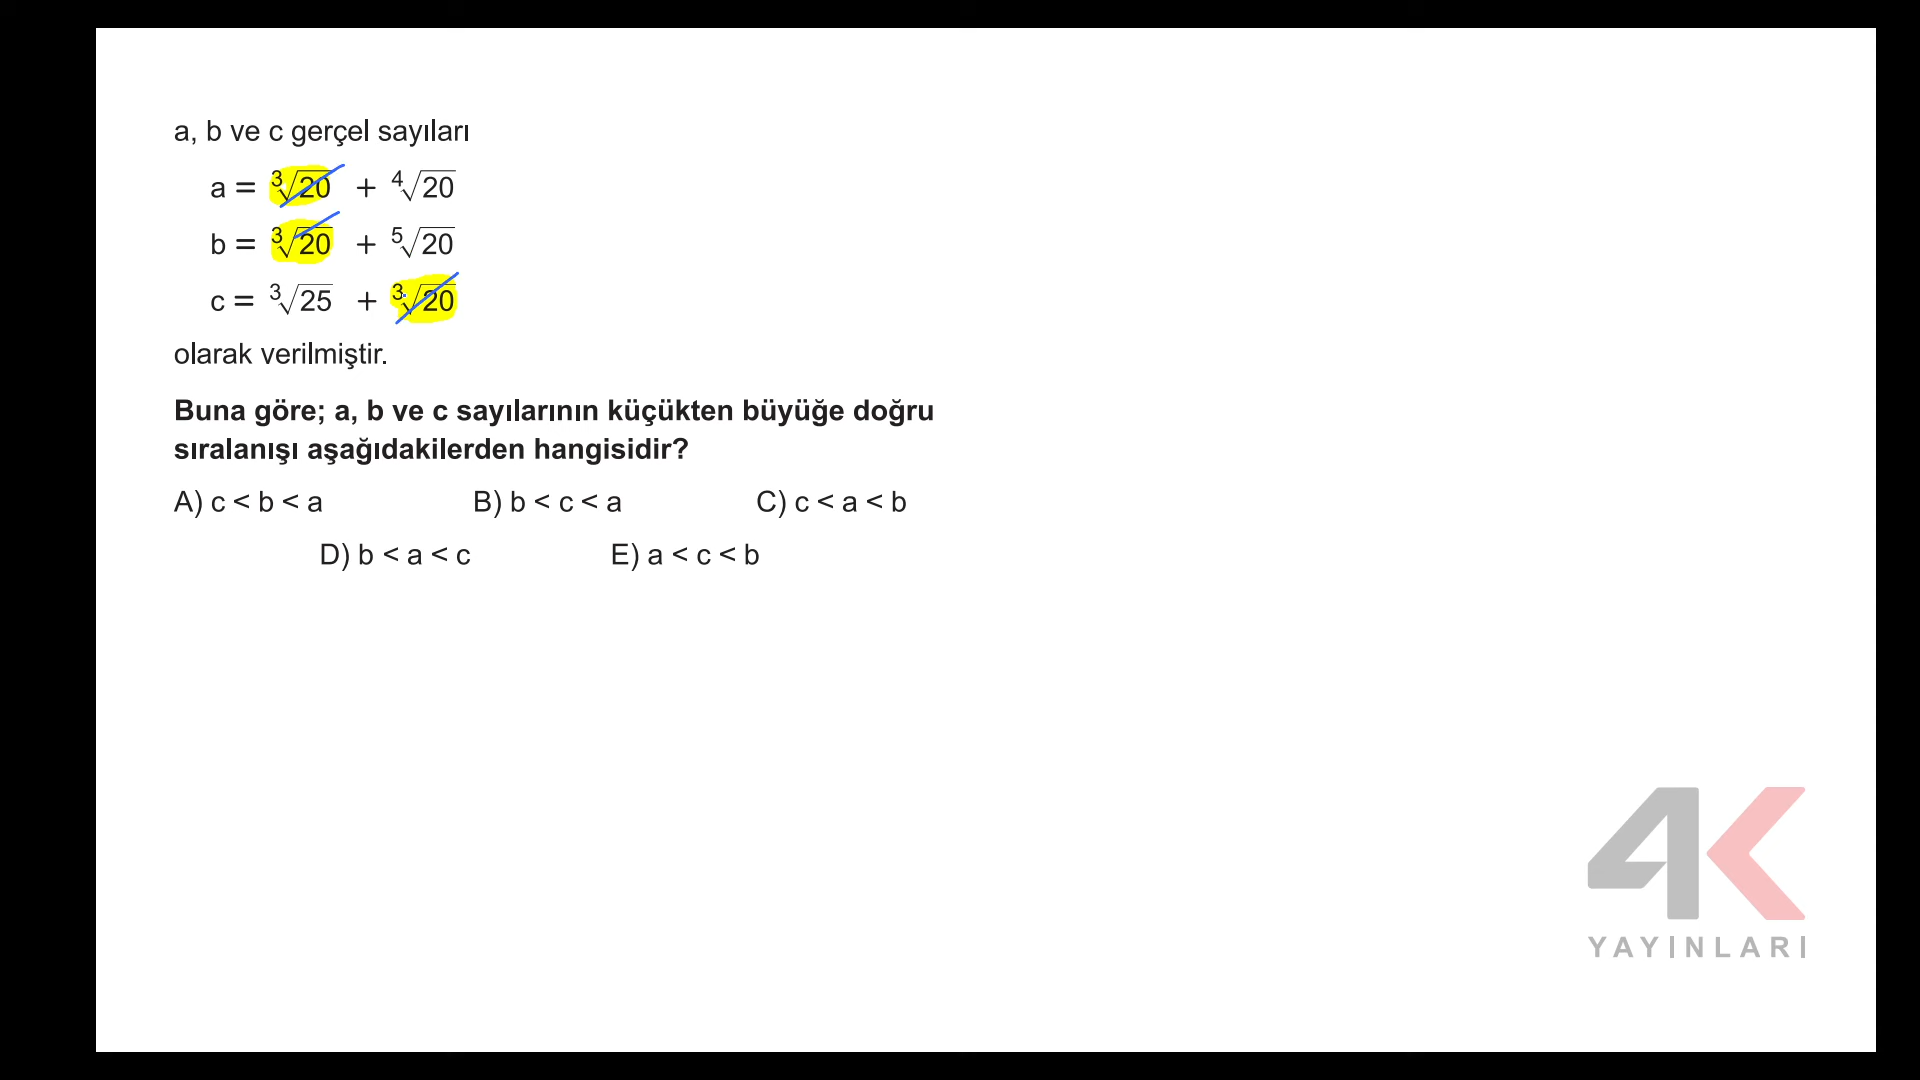 a, b ve c gerçel sayıları
a = ∛20 + ∜20
b = ∛20 + ⁵√20
c = ∛25 + ∛20
olarak verilmiştir.
Buna göre; a, b ve c sayılarının küçükten büyüğe doğru
sıralanışı aşağıdakilerden hangisidir?
A) c < b < a B) b < c < a C) c < a < b
D) b < a < c E) a < c < b
4K
YAYINLARI